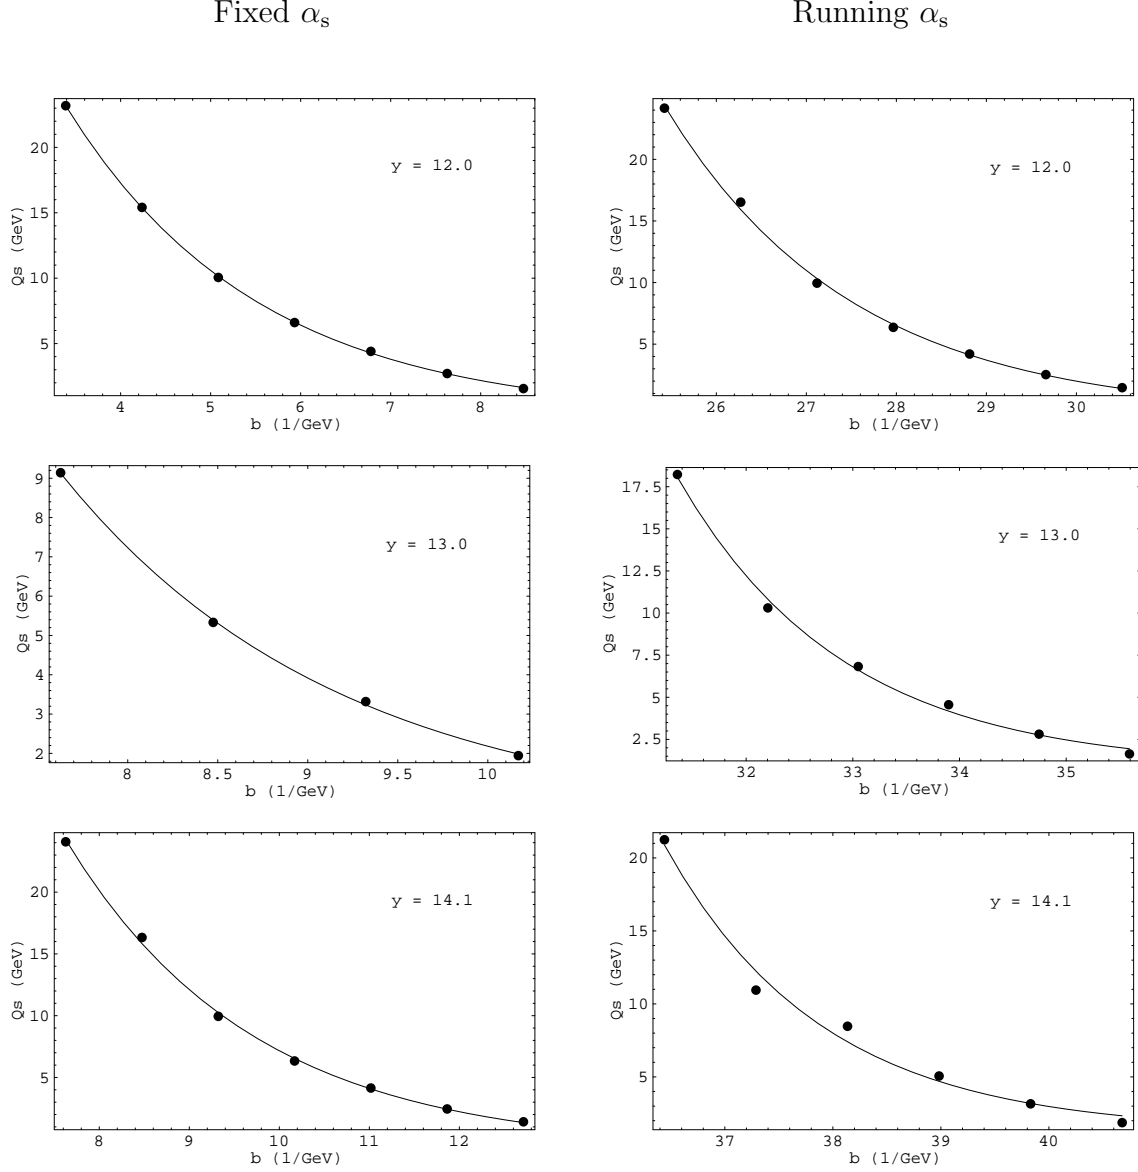 Fixed αs
Running αs
Qs (GeV)
20
15
10
5
y = 12.0
4 5 6 7 8
b (1/GeV)
Qs (GeV)
20
15
10
5
y = 12.0
26 27 28 29 30
b (1/GeV)
Qs (GeV)
9
8
7
6
5
4
3
2
y = 13.0
8 8.5 9 9.5 10
b (1/GeV)
Qs (GeV)
17.5
15
12.5
10
7.5
5
2.5
y = 13.0
32 33 34 35
b (1/GeV)
Qs (GeV)
20
15
10
5
y = 14.1
8 9 10 11 12
b (1/GeV)
Qs (GeV)
20
15
10
5
y = 14.1
37 38 39 40
b (1/GeV)